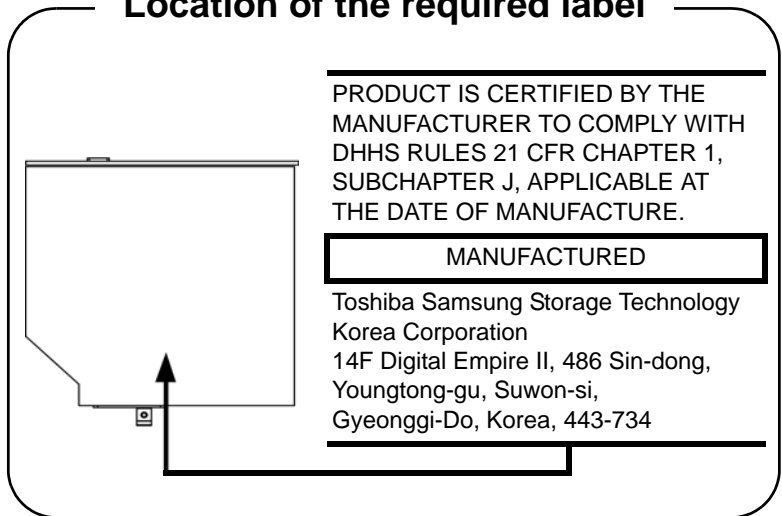 Location of the required label
PRODUCT IS CERTIFIED BY THE
MANUFACTURER TO COMPLY WITH
DHHS RULES 21 CFR CHAPTER 1,
SUBCHAPTER J, APPLICABLE AT
THE DATE OF MANUFACTURE.
MANUFACTURED
Toshiba Samsung Storage Technology
Korea Corporation
14F Digital Empire II, 486 Sin-dong,
Youngtong-gu, Suwon-si,
Gyeonggi-Do, Korea, 443-734